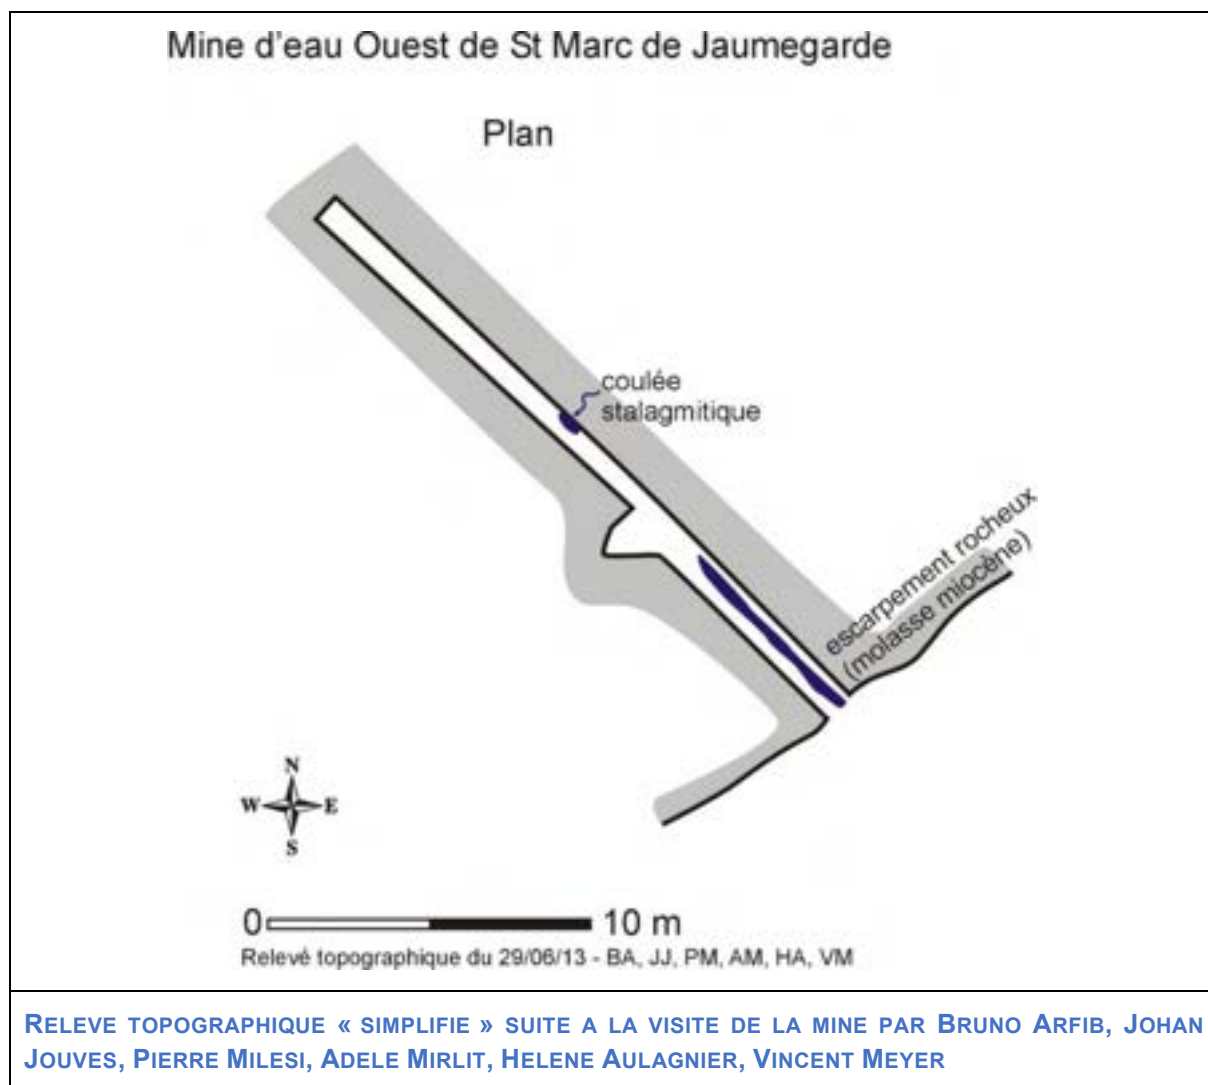 Mine d'eau Ouest de St Marc de Jaumegarde
Plan
coulée
stalagmitique
escarpement rocheux
(molasse miocène)
N
W E
S
0 10 m
Relevé topographique du 29/06/13 - BA, JJ, PM, AM, HA, VM
RELEVE TOPOGRAPHIQUE « SIMPLIFIE » SUITE A LA VISITE DE LA MINE PAR BRUNO ARFIB, JOHAN
JOUVES, PIERRE MILESI, ADELE MIRLIT, HELENE AULAGNIER, VINCENT MEYER